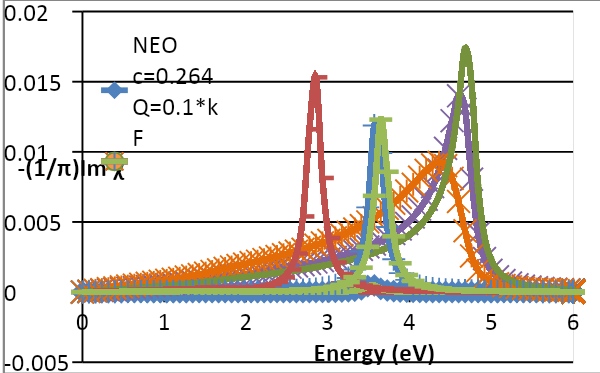 0.02
NEO
c=0.264
0.015
Q=0.1*k
F
0.01
-(1/π)Im χ
0.005
0
0 1 2 3 4 5 6
Energy (eV)
-0.005